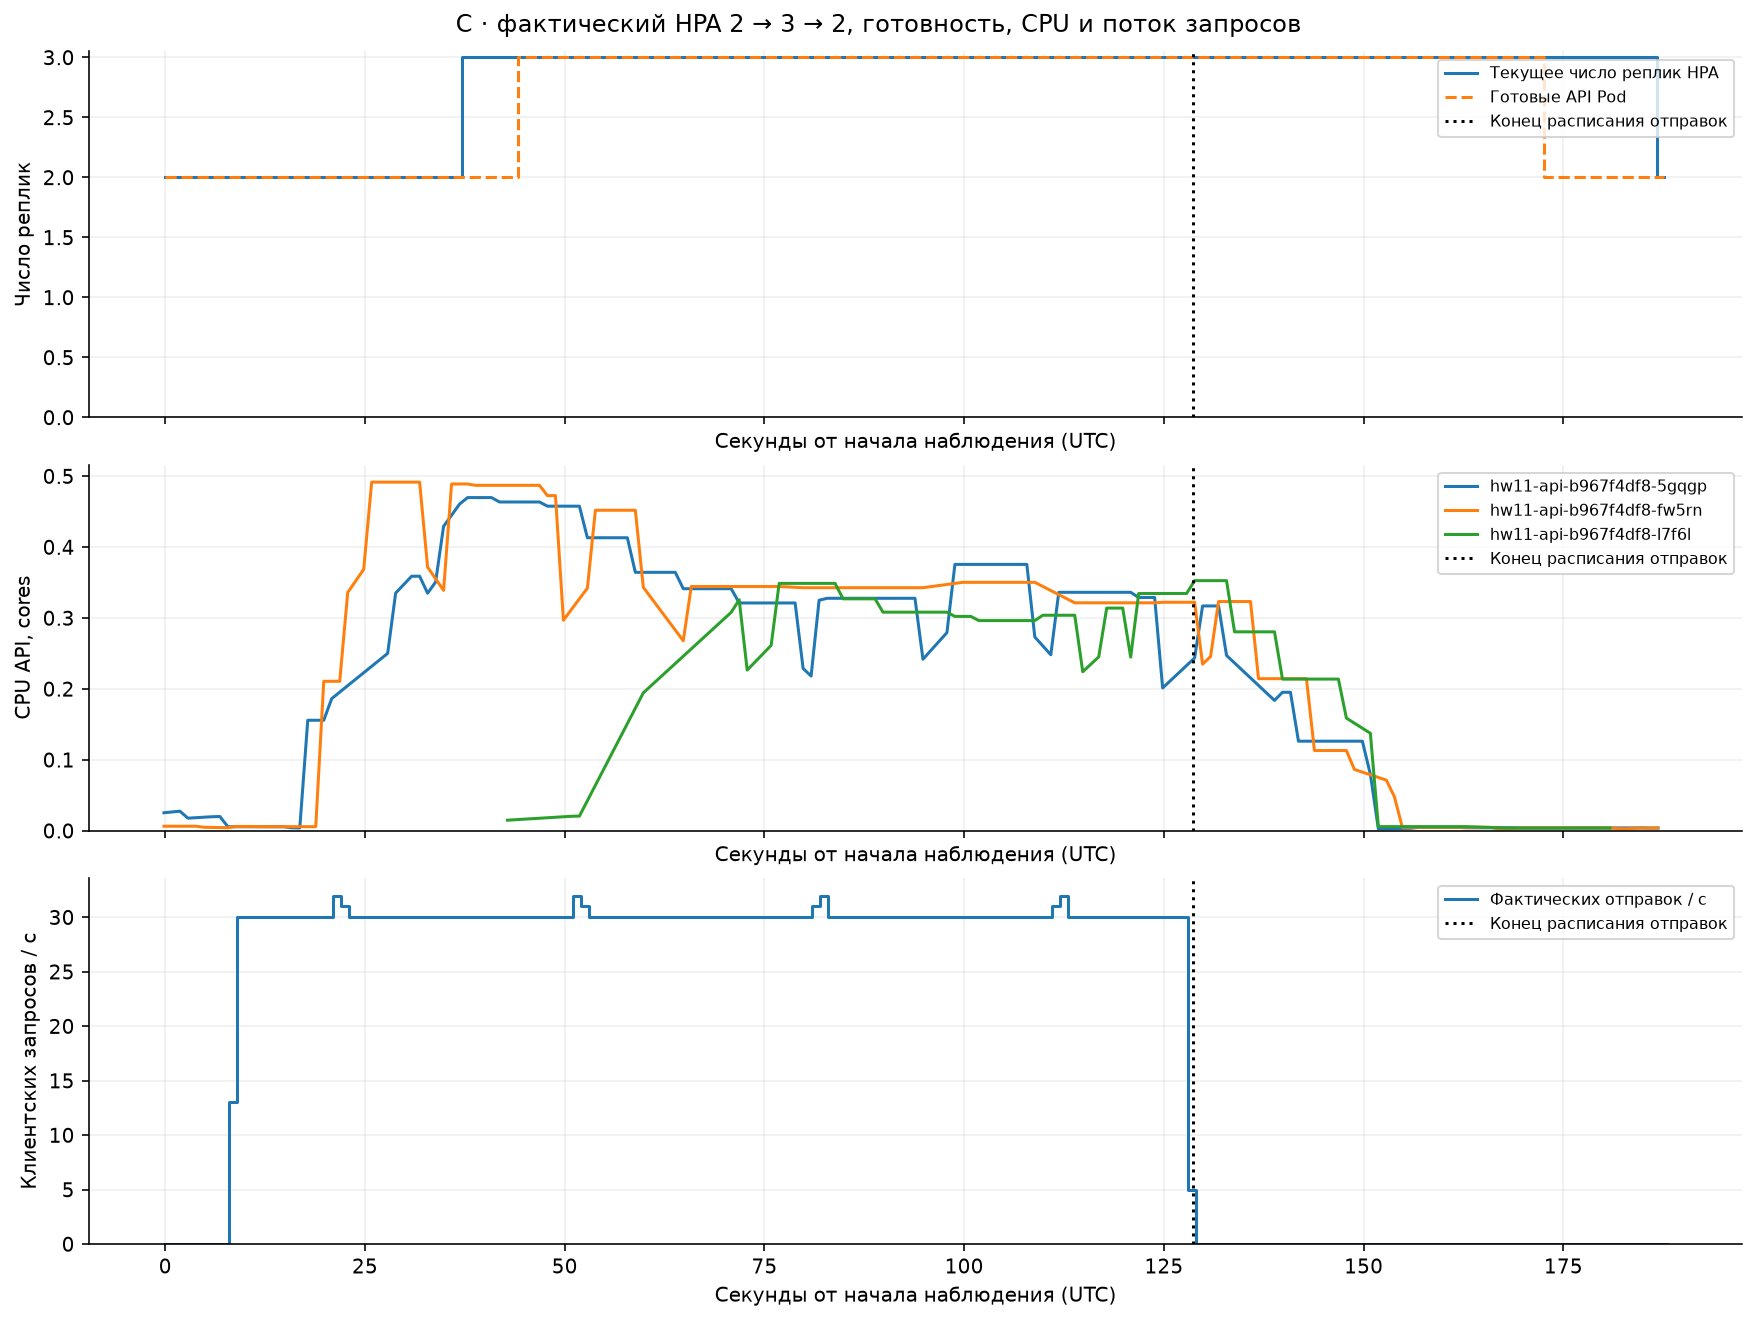 C · фактический HPA 2 → 3 → 2, готовность, CPU и поток запросов
Число реплик
3.0
2.5
2.0
1.5
1.0
0.5
0.0
Текущее число реплик HPA
Готовые API Pod
Конец расписания отправок
Секунды от начала наблюдения (UTC)
CPU API, cores
0.5
0.4
0.3
0.2
0.1
0.0
hw11-api-b967f4df8-5gqgp
hw11-api-b967f4df8-fw5rn
hw11-api-b967f4df8-l7f6l
Конец расписания отправок
Секунды от начала наблюдения (UTC)
Клиентских запросов / с
30
25
20
15
10
5
0
Фактических отправок / с
Конец расписания отправок
0 25 50 75 100 125 150 175
Секунды от начала наблюдения (UTC)